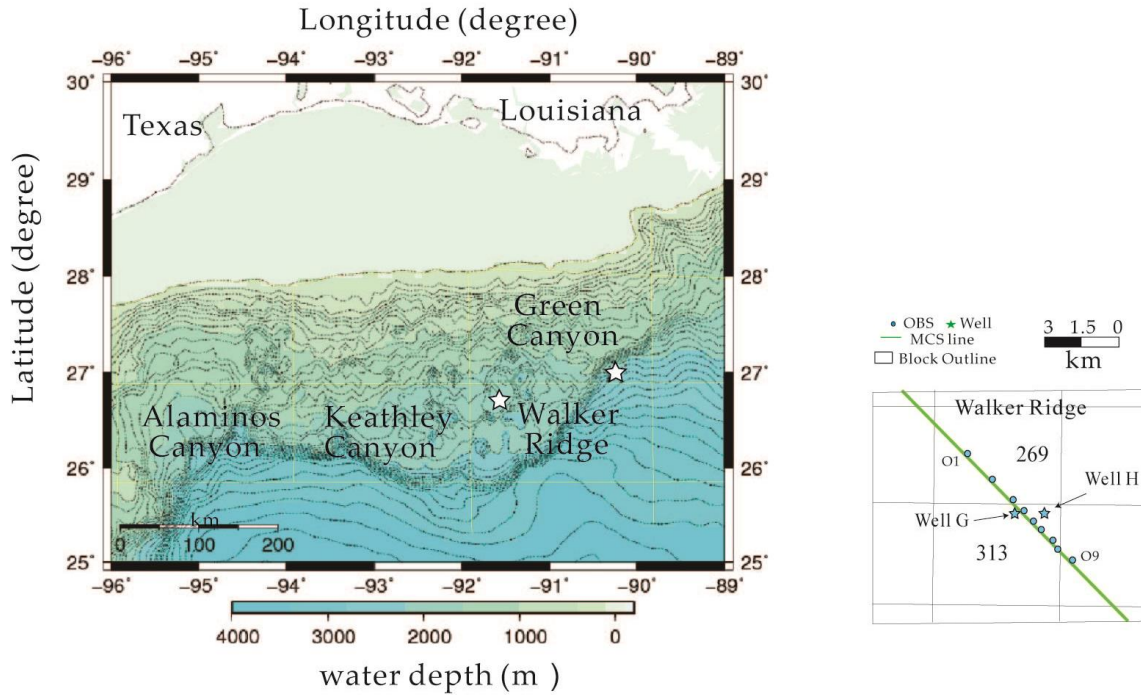 Longitude (degree)
−96° −95° −94° −93° −92° −91° −90° −89°
30° 30°
Texas
Louisiana
29° 29°
28° 28°
Green
Canyon
27° 27°
Alaminos
Canyon
Keathley
Canyon
Walker
Ridge
26° 26°
km
0 100 200
25° 25°
−96° −95° −94° −93° −92° −91° −90° −89°
Latitude (degree)
4000 3000 2000 1000 0
water depth (m )
OBS Well
MCS line
Block Outline
3 1.5 0
km
Walker Ridge
O1
269
Well H
Well G
313
O9